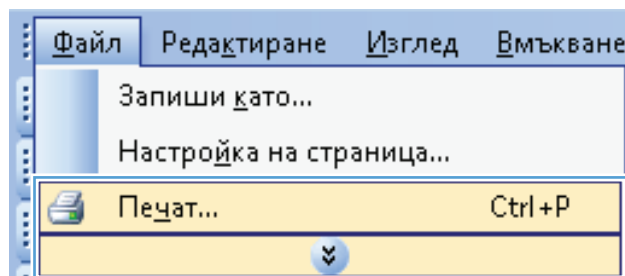 Файл Редактиране Изглед Вмъкване
Запиши като...
Настройка на страница...
Печат... Ctrl+P